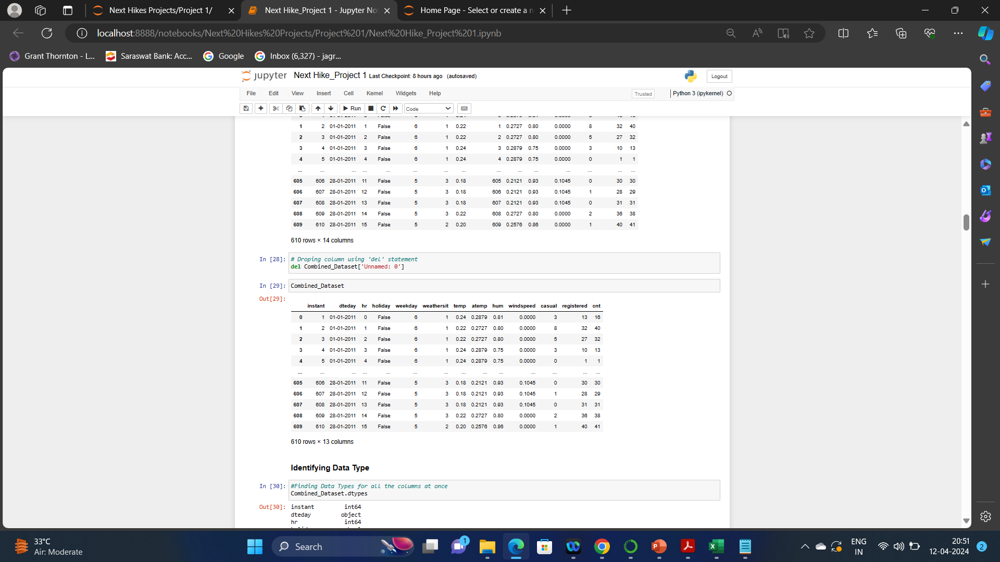 Next Hikes Projects/Project 1/
Next Hike_Project 1 - Jupyter No
Home Page - Select or create a n
localhost:8888/notebooks/Next%20Hikes%20Projects/Project%201/Next%20Hike_Project%201.ipynb
Grant Thornton - L...
Saraswat Bank: Acc...
Google
Inbox (6,327) - jagr...
jupyter Next Hike_Project 1 Last Checkpoint: 8 hours ago (autosaved)
Logout
File Edit View Insert Cell Kernel Widgets Help
Trusted
Python 3 (ipykernel)
Run
Code
1 2 01-01-2011 1 False 6 1 0.22 1 0.2727 0.80 0.0000 8 32 40
2 3 01-01-2011 2 False 6 1 0.22 2 0.2727 0.80 0.0000 5 27 32
3 4 01-01-2011 3 False 6 1 0.24 3 0.2879 0.75 0.0000 3 10 13
4 5 01-01-2011 4 False 6 1 0.24 4 0.2879 0.75 0.0000 0 1 1
... ... ... ... ... ... ... ... ... ... ... ... ... ... ...
605 606 28-01-2011 11 False 5 3 0.18 605 0.2121 0.93 0.1045 0 30 30
606 607 28-01-2011 12 False 5 3 0.18 606 0.2121 0.93 0.1045 1 28 29
607 608 28-01-2011 13 False 5 3 0.18 607 0.2121 0.93 0.1045 0 31 31
608 609 28-01-2011 14 False 5 3 0.22 608 0.2727 0.80 0.0000 2 36 38
609 610 28-01-2011 15 False 5 2 0.20 609 0.2576 0.86 0.0000 1 40 41
610 rows × 14 columns
In [28]: # Droping column using 'del' statement
del Combined_Dataset['Unnamed: 0']
In [29]: Combined_Dataset
Out[29]:
instant dteday hr holiday weekday weathersit temp atemp hum windspeed casual registered cnt
0 1 01-01-2011 0 False 6 1 0.24 0.2879 0.81 0.0000 3 13 16
1 2 01-01-2011 1 False 6 1 0.22 0.2727 0.80 0.0000 8 32 40
2 3 01-01-2011 2 False 6 1 0.22 0.2727 0.80 0.0000 5 27 32
3 4 01-01-2011 3 False 6 1 0.24 0.2879 0.75 0.0000 3 10 13
4 5 01-01-2011 4 False 6 1 0.24 0.2879 0.75 0.0000 0 1 1
... ... ... ... ... ... ... ... ... ... ... ... ... ...
605 606 28-01-2011 11 False 5 3 0.18 0.2121 0.93 0.1045 0 30 30
606 607 28-01-2011 12 False 5 3 0.18 0.2121 0.93 0.1045 1 28 29
607 608 28-01-2011 13 False 5 3 0.18 0.2121 0.93 0.1045 0 31 31
608 609 28-01-2011 14 False 5 3 0.22 0.2727 0.80 0.0000 2 36 38
609 610 28-01-2011 15 False 5 2 0.20 0.2576 0.86 0.0000 1 40 41
610 rows × 13 columns
Identifying Data Type
In [30]: #Finding Data Types for all the columns at once
Combined_Dataset.dtypes
Out[30]: instant int64
dteday object
hr int64
33°C
Air: Moderate
Search
1
ENG
IN
20:51
12-04-2024
2